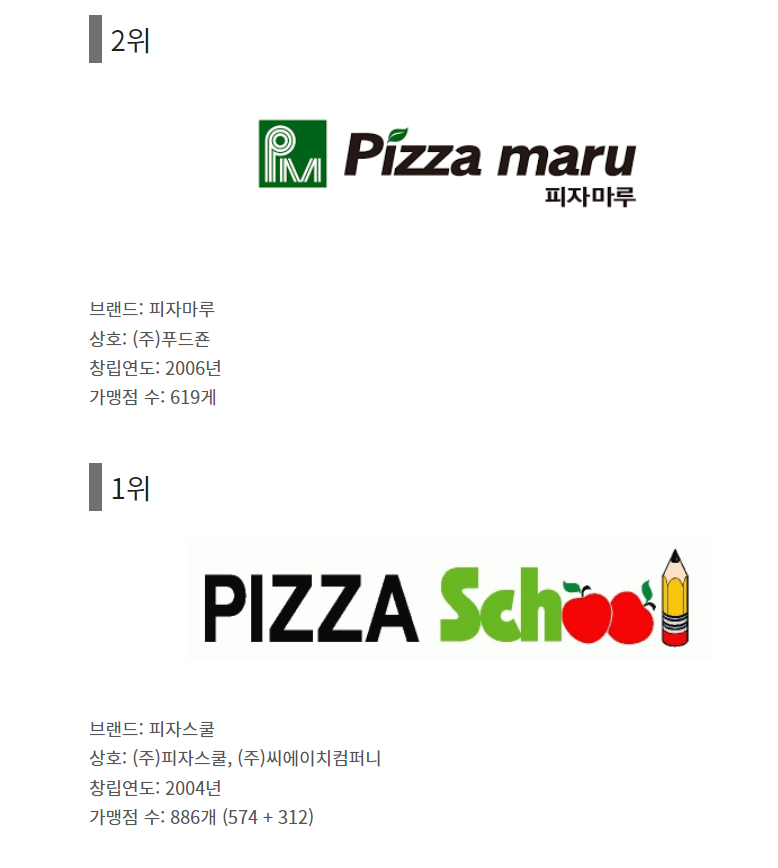 2위
PM
Pizza maru
피자마루
브랜드: 피자마루
상호: (주)푸드죤
창립연도: 2006년
가맹점 수: 619게
1위
PIZZA School
브랜드: 피자스쿨
상호: (주)피자스쿨, (주)씨에이치컴퍼니
창립연도: 2004년
가맹점 수: 886개 (574 + 312)